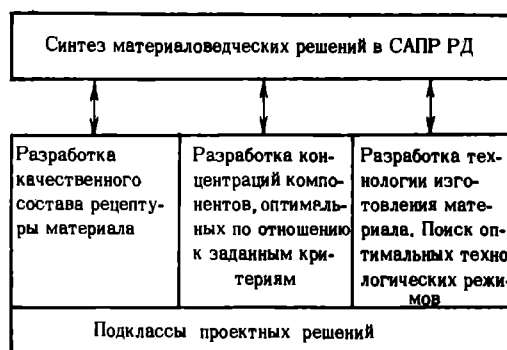 Синтез материаловедческих решений в САПР РД
Разработка
качественного
состава рецепту-
ры материала
Разработка кон-
центраций компо-
нентов, оптималь-
ных по отношению
к заданным кри-
териям
Разработка тех-
нологии изго-
товления мате-
риала. Поиск оп-
тимальных техно
логических режи-
мов
Подклассы проектных решений